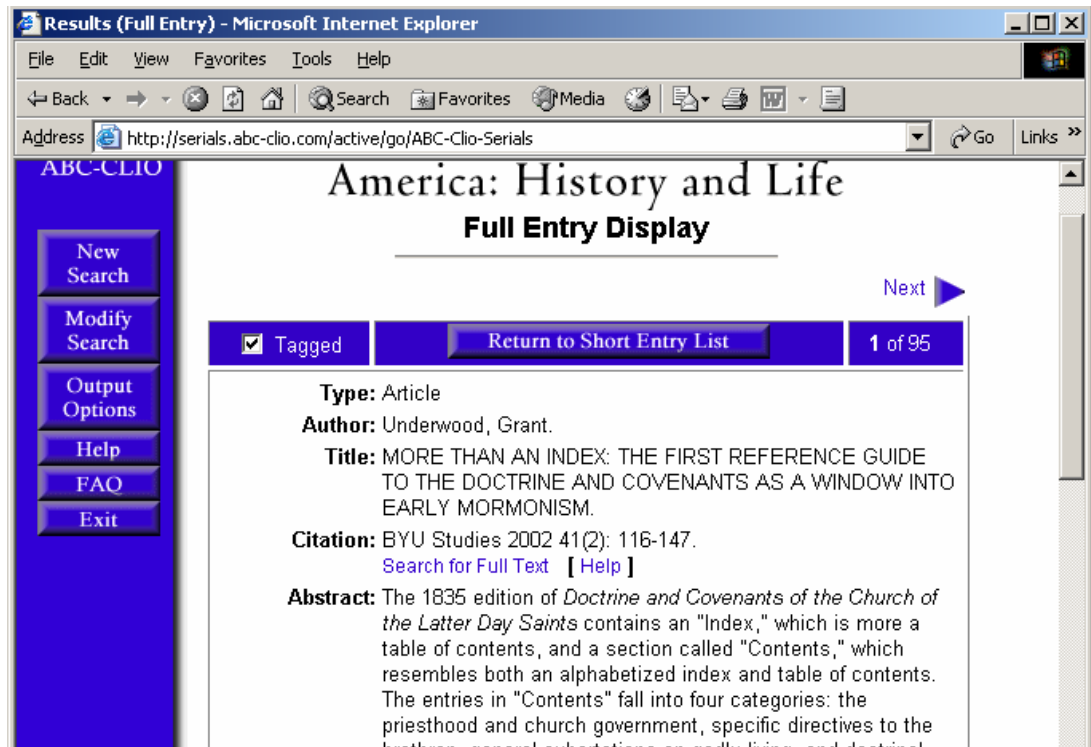 Results (Full Entry) - Microsoft Internet Explorer
File Edit View Favorites Tools Help
Back Search Favorites Media
Address http://serials.abc-clio.com/active/go/ABC-Clio-Serials Go Links »
ABC-CLIO
New
Search
Modify
Search
Output
Options
Help
FAQ
Exit
America: History and Life
Full Entry Display
Next
Tagged Return to Short Entry List 1 of 95
Type: Article
Author: Underwood, Grant.
Title: MORE THAN AN INDEX: THE FIRST REFERENCE GUIDE
TO THE DOCTRINE AND COVENANTS AS A WINDOW INTO
EARLY MORMONISM.
Citation: BYU Studies 2002 41(2): 116-147.
Search for Full Text [ Help ]
Abstract: The 1835 edition of Doctrine and Covenants of the Church of
the Latter Day Saints contains an "Index," which is more a
table of contents, and a section called "Contents," which
resembles both an alphabetized index and table of contents.
The entries in "Contents" fall into four categories: the
priesthood and church government, specific directives to the